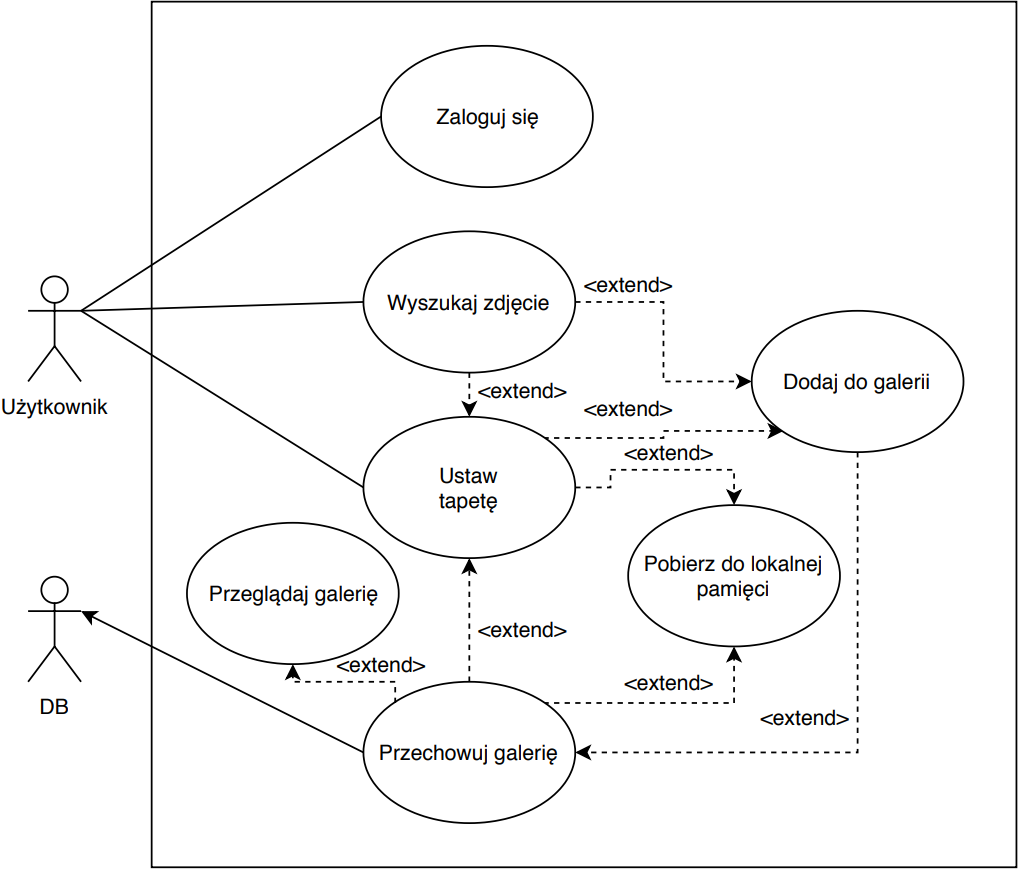 Zaloguj się
Wyszukaj zdjęcie
<extend>
Użytkownik
<extend>
Dodaj do galerii
<extend>
<extend>
Ustaw
tapetę
Pobierz do lokalnej
pamięci
Przeglądaj galerię
<extend>
<extend>
<extend>
DB
<extend>
Przechowuj galerię